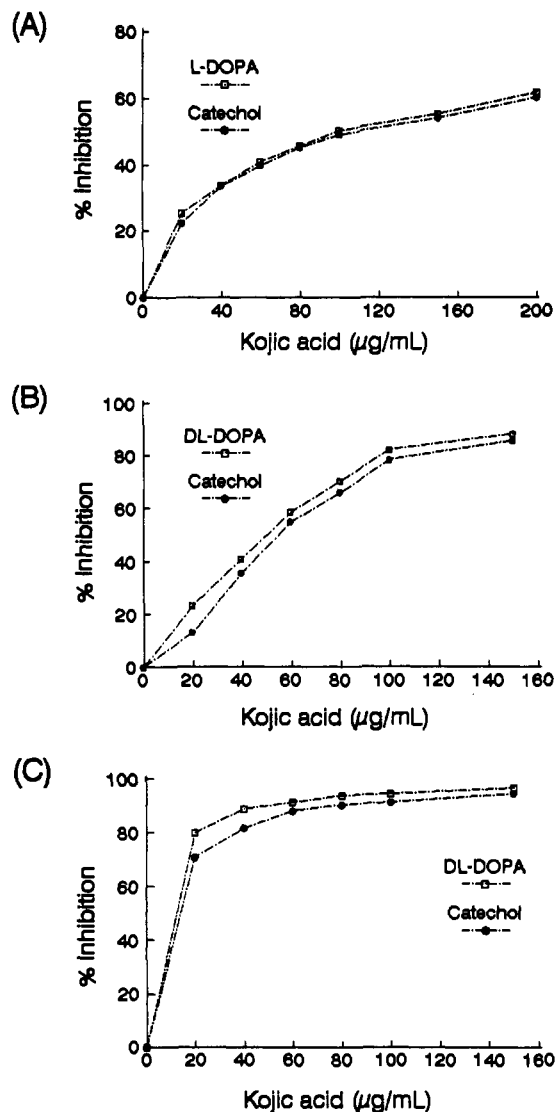 (A)
80
60
40
20
0
L-DOPA
Catechol
% Inhibition
0 40 80 120 160 200
Kojic acid (µg/mL)
(B)
100
80
60
40
20
0
DL-DOPA
Catechol
% Inhibition
0 20 40 60 80 100 120 140 160
Kojic acid (µg/mL)
(C)
100
80
60
40
20
0
DL-DOPA
Catechol
% Inhibition
0 20 40 60 80 100 120 140 160
Kojic acid (µg/mL)